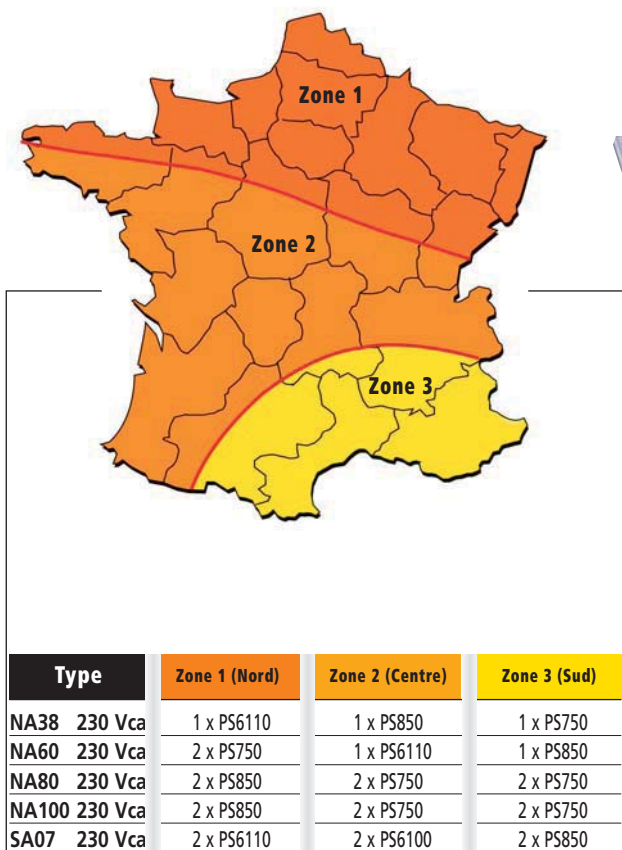 Zone 1
Zone 2
Zone 3
Type Zone 1 (Nord) Zone 2 (Centre) Zone 3 (Sud)
NA38 230 Vca 1 x PS6110 1 x PS850 1 x PS750
NA60 230 Vca 2 x PS750 1 x PS6110 1 x PS850
NA80 230 Vca 2 x PS850 2 x PS750 2 x PS750
NA100 230 Vca 2 x PS850 2 x PS750 2 x PS750
SA07 230 Vca 2 x PS6110 2 x PS6100 2 x PS850